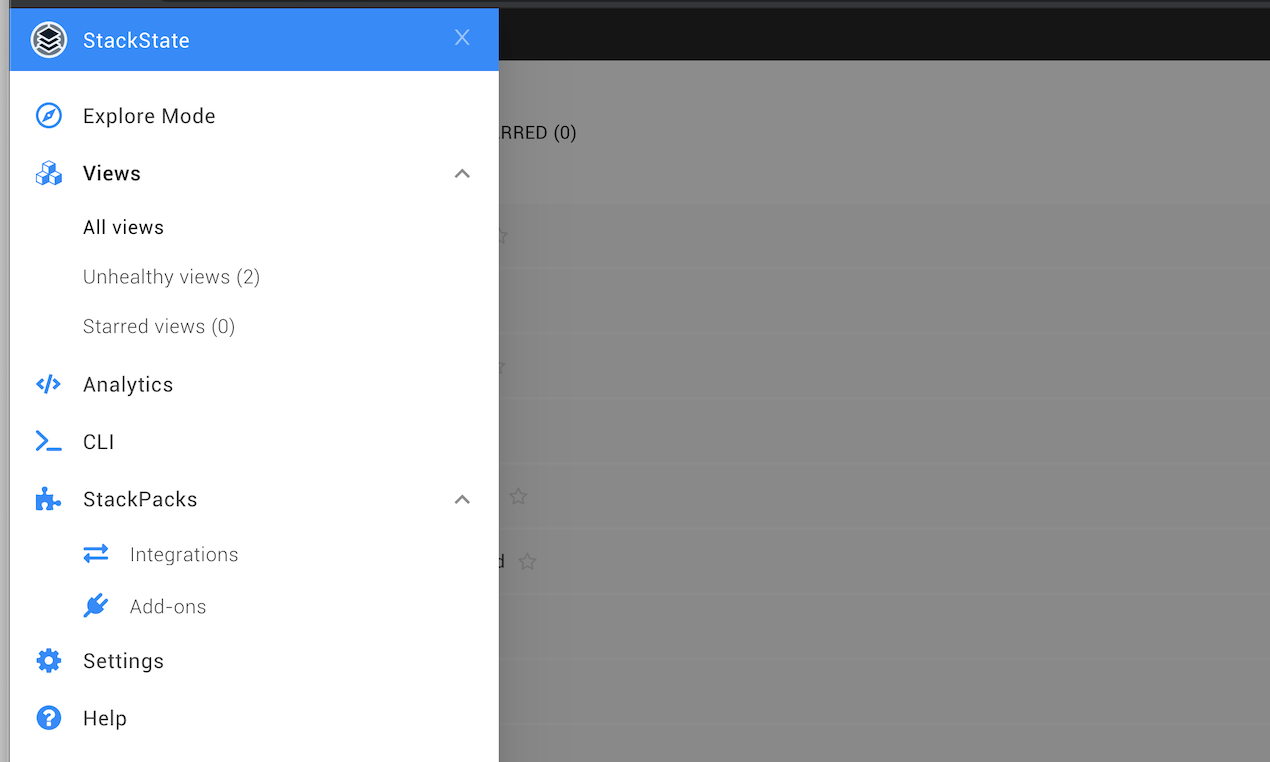 StackState
Explore Mode
Views
All views
Unhealthy views (2)
Starred views (0)
Analytics
CLI
StackPacks
Integrations
Add-ons
Settings
Help
RRED (0)
d